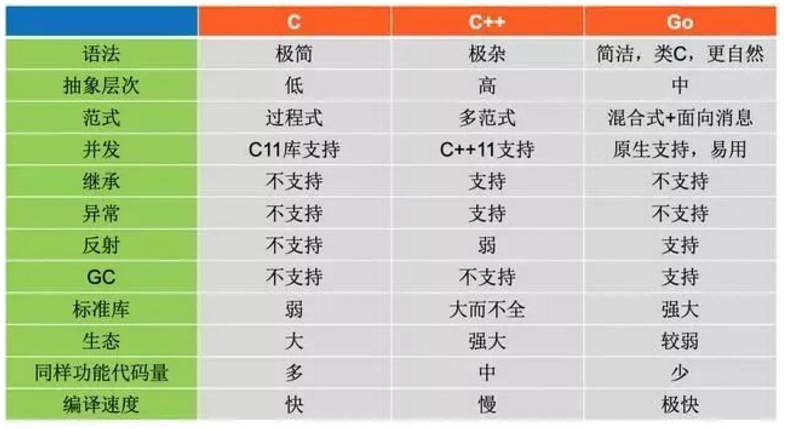 C C++ Go
语法 极简 极杂 简洁，类C，更自然
抽象层次 低 高 中
范式 过程式 多范式 混合式+面向消息
并发 C11库支持 C++11支持 原生支持，易用
继承 不支持 支持 不支持
异常 不支持 支持 不支持
反射 不支持 弱 支持
GC 不支持 不支持 支持
标准库 弱 大而不全 强大
生态 大 强大 较弱
同样功能代码量 多 中 少
编译速度 快 慢 极快